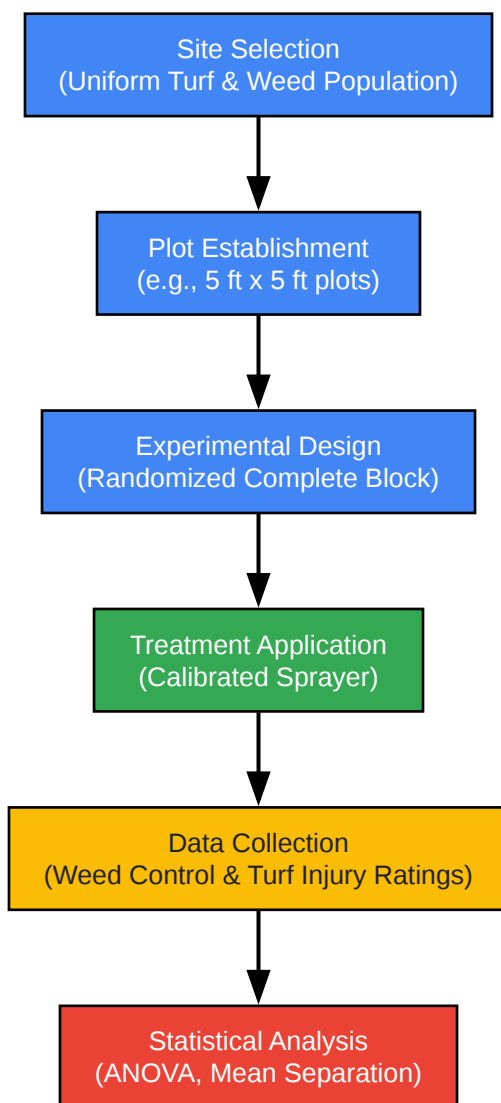 Site Selection
(Uniform Turf & Weed Population)
Plot Establishment
(e.g., 5 ft x 5 ft plots)
Experimental Design
(Randomized Complete Block)
Treatment Application
(Calibrated Sprayer)
Data Collection
(Weed Control & Turf Injury Ratings)
Statistical Analysis
(ANOVA, Mean Separation)